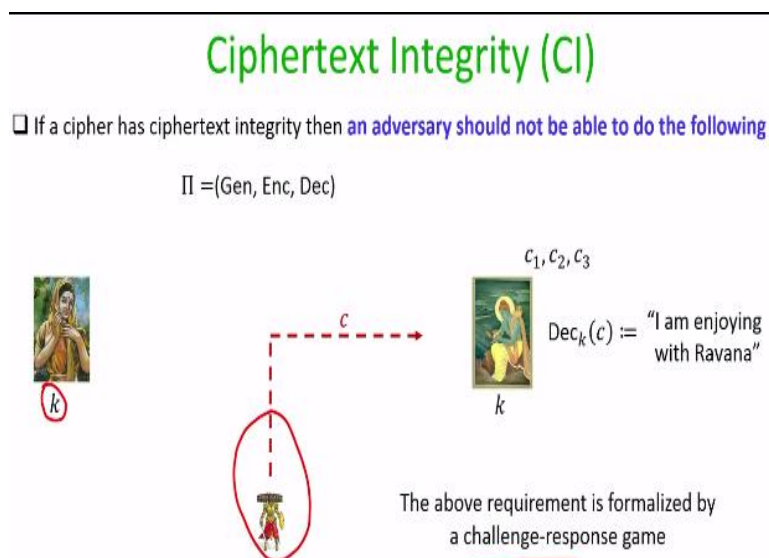 Ciphertext Integrity (CI)
❑ If a cipher has ciphertext integrity then an adversary should not be able to do the following
Π =(Gen, Enc, Dec)
c₁, c₂, c₃
c
Decₖ(c) ≔ "I am enjoying
with Ravana"
k
k
The above requirement is formalized by
a challenge-response game